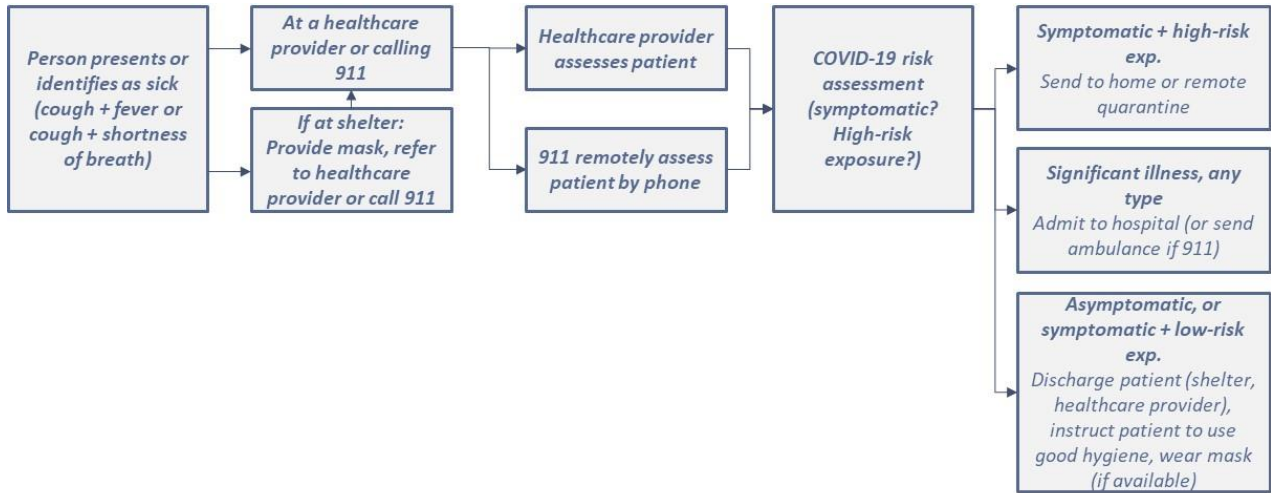 Person presents or
identifies as sick
(cough + fever or
cough + shortness
of breath)
At a healthcare
provider or calling
911
If at shelter:
Provide mask, refer
to healthcare
provider or call 911
Healthcare provider
assesses patient
911 remotely assess
patient by phone
COVID-19 risk
assessment
(symptomatic?
High-risk
exposure?)
Symptomatic + high-risk
exp.
Send to home or remote
quarantine
Significant illness, any
type
Admit to hospital (or send
ambulance if 911)
Asymptomatic, or
symptomatic + low-risk
exp.
Discharge patient (shelter,
healthcare provider),
instruct patient to use
good hygiene, wear mask
(if available)